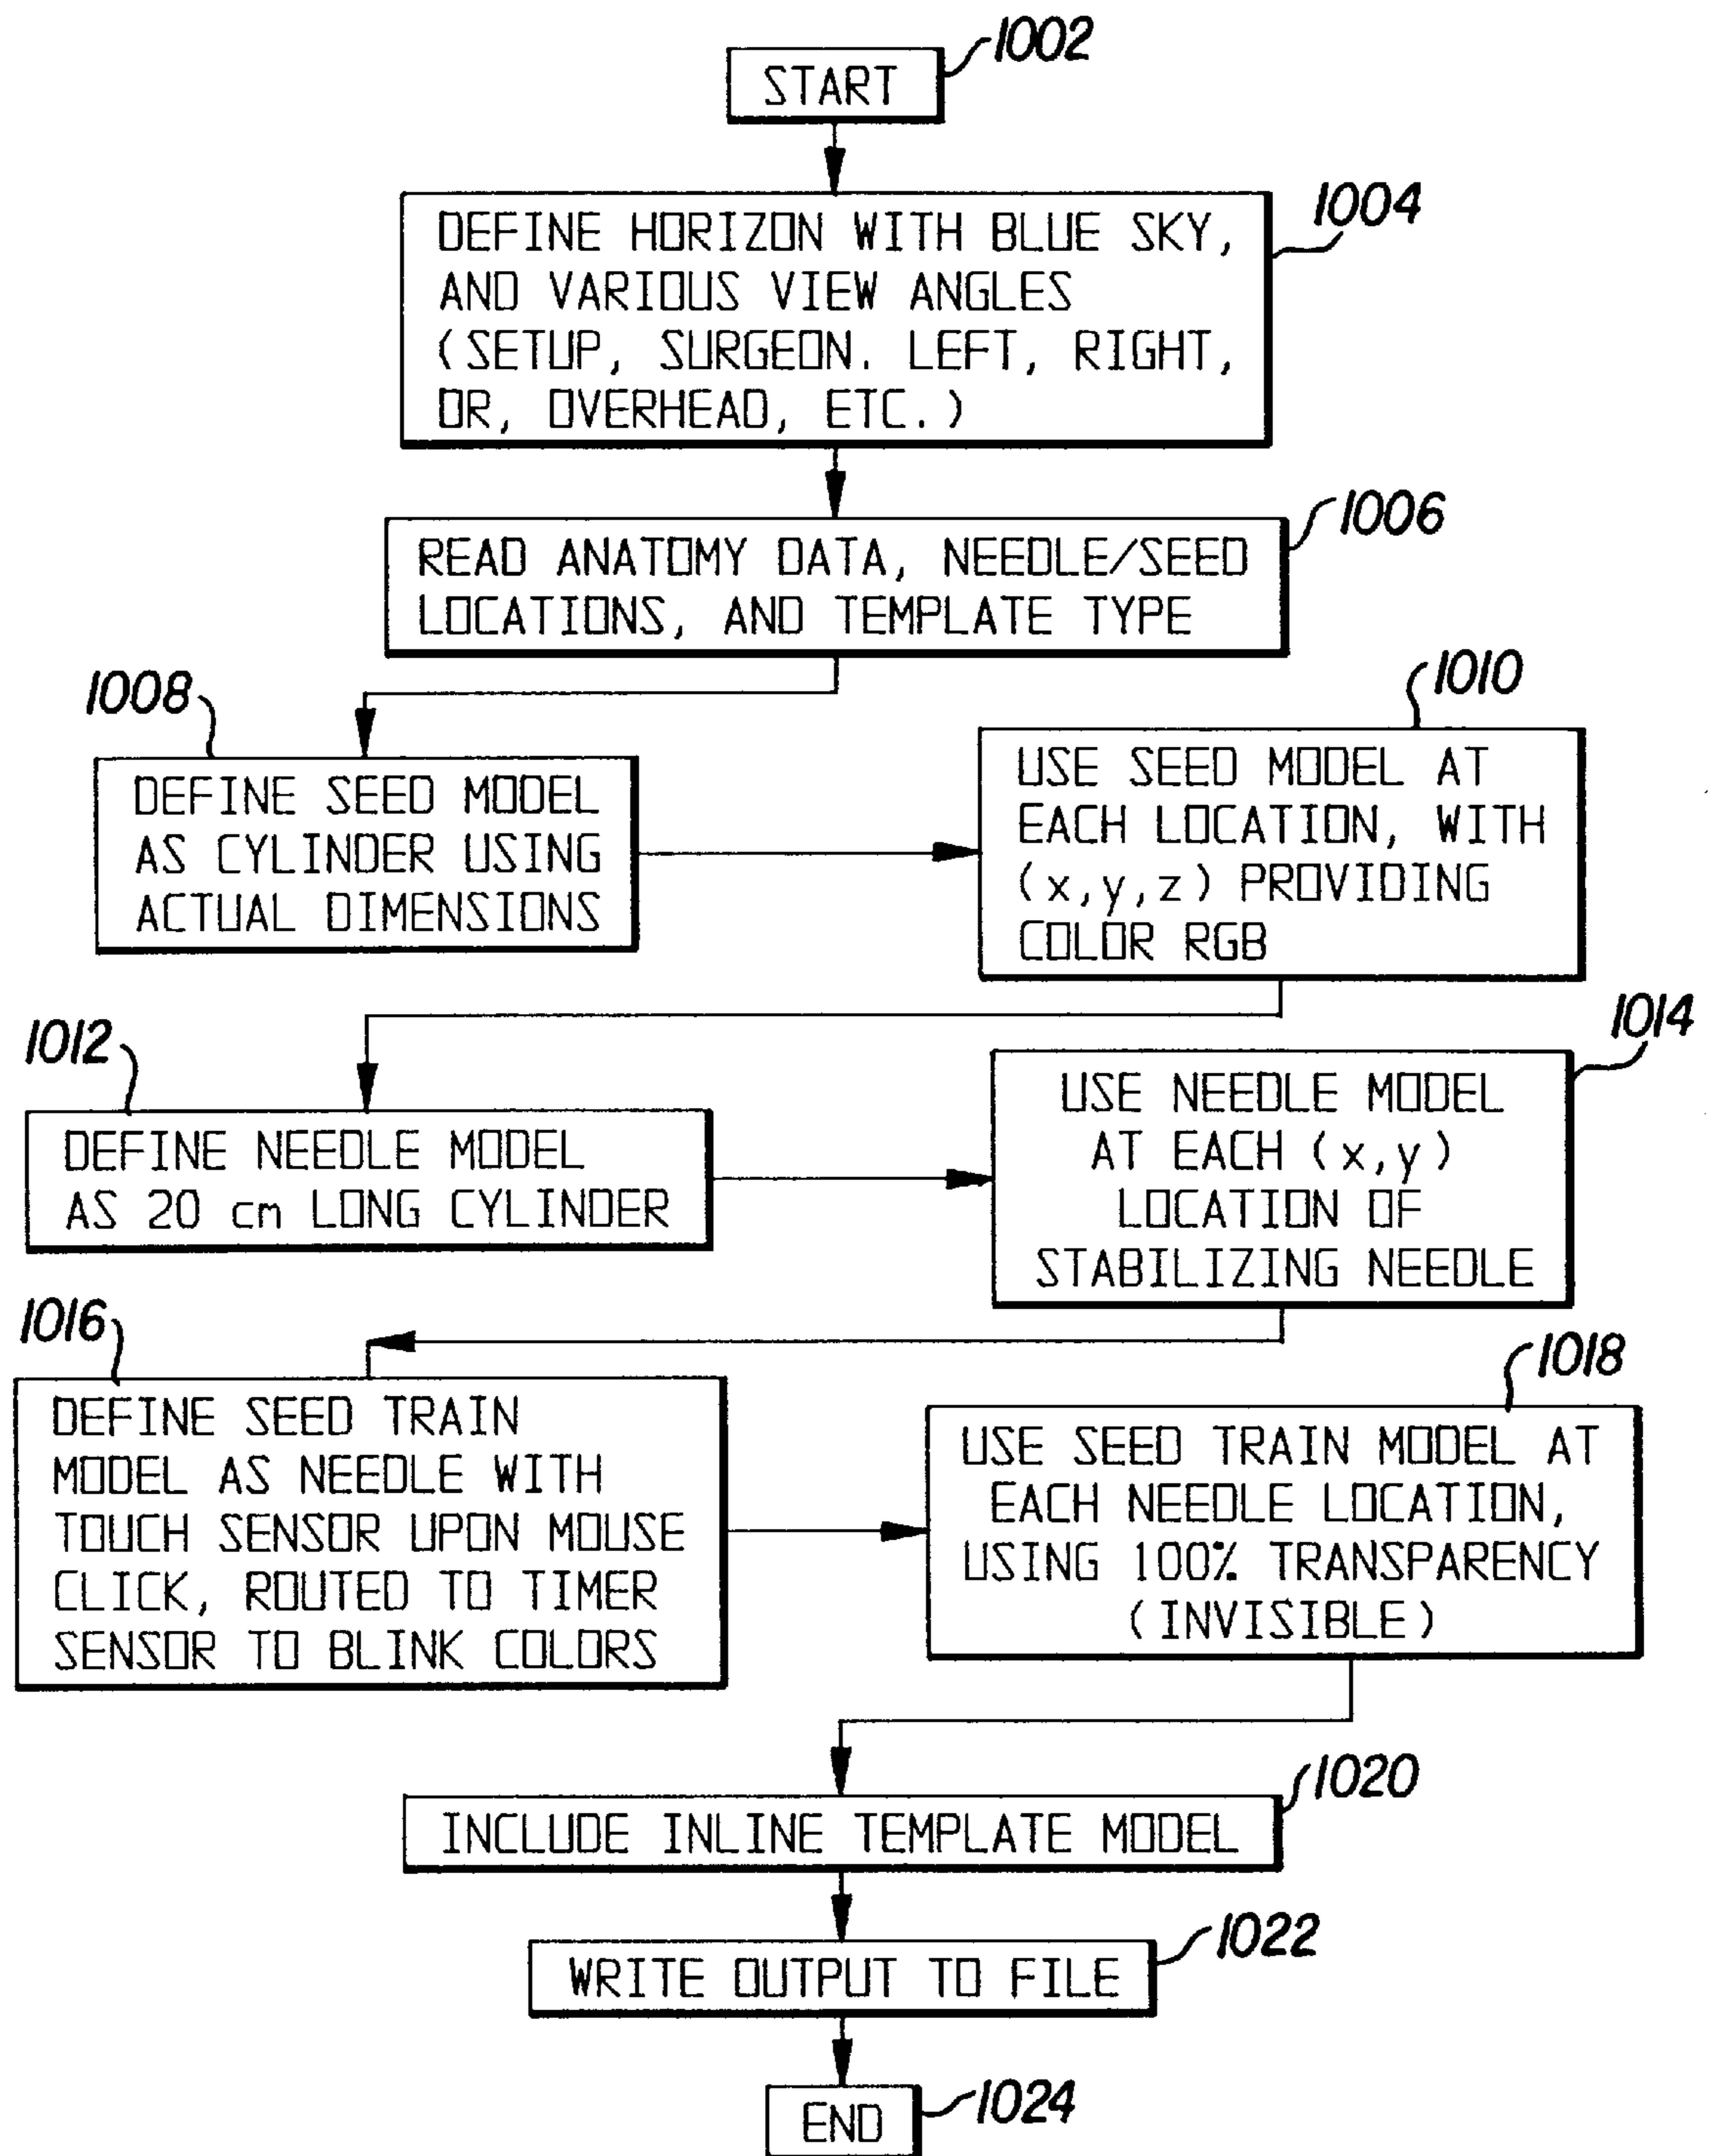 1002
START
1004
DEFINE HORIZON WITH BLUE SKY,
AND VARIOUS VIEW ANGLES
(SETUP, SURGEON. LEFT, RIGHT,
OR, OVERHEAD, ETC.)
1006
READ ANATOMY DATA, NEEDLE/SEED
LOCATIONS, AND TEMPLATE TYPE
1008
DEFINE SEED MODEL
AS CYLINDER USING
ACTUAL DIMENSIONS
1010
USE SEED MODEL AT
EACH LOCATION, WITH
(x,y,z) PROVIDING
COLOR RGB
1012
DEFINE NEEDLE MODEL
AS 20 cm LONG CYLINDER
1014
USE NEEDLE MODEL
AT EACH (x,y)
LOCATION OF
STABILIZING NEEDLE
1016
DEFINE SEED TRAIN
MODEL AS NEEDLE WITH
TOUCH SENSOR UPON MOUSE
CLICK, ROUTED TO TIMER
SENSOR TO BLINK COLORS
1018
USE SEED TRAIN MODEL AT
EACH NEEDLE LOCATION,
USING 100% TRANSPARENCY
(INVISIBLE)
1020
INCLUDE INLINE TEMPLATE MODEL
1022
WRITE OUTPUT TO FILE
1024
END